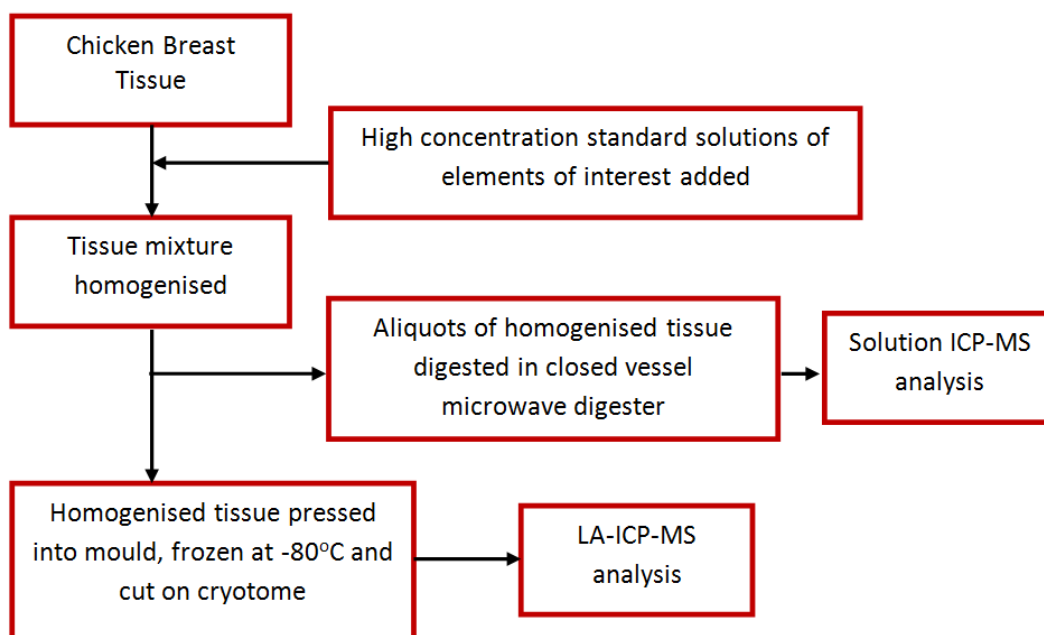 Chicken Breast
Tissue
High concentration standard solutions of
elements of interest added
Tissue mixture
homogenised
Aliquots of homogenised tissue
digested in closed vessel
microwave digester
Solution ICP-MS
analysis
Homogenised tissue pressed
into mould, frozen at -80°C and
cut on cryotome
LA-ICP-MS
analysis